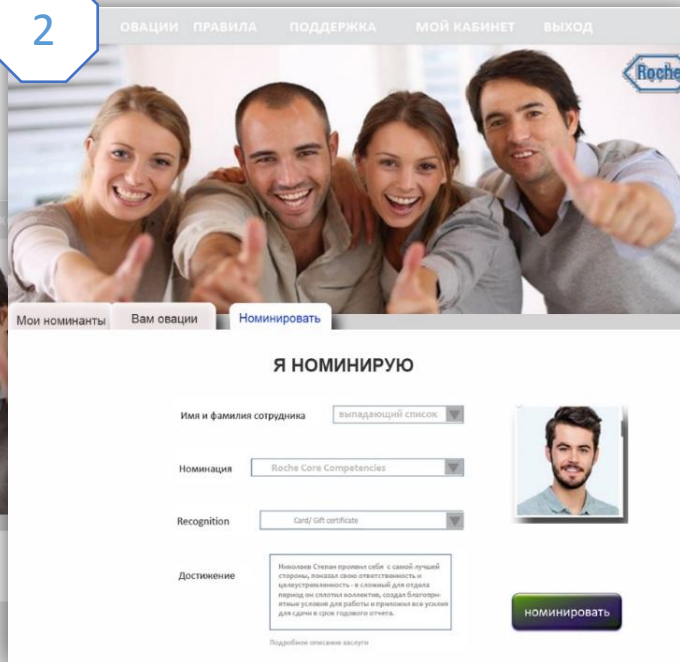 2
ОВАЦИИ ПРАВИЛА ПОДДЕРЖКА МОЙ КАБИНЕТ ВЫХОД
Roche
Мои номинанты Вам овации Номинировать
Я НОМИНИРУЮ
Имя и фамилия сотрудника выпадающий список
Номинация Roche Core Competencies
Recognition Card/ Gift certificate
Достижение
Николаев Степан проявил себя с самой лучшей
стороны, показал свою ответственность и
целеустремленность - в сложный для отдела
период он сплотил коллектив, создал благопри-
ятные условия для работы и приложил все усилия
для сдачи в срок годового отчета.
Подробное описание заслуги
номинировать